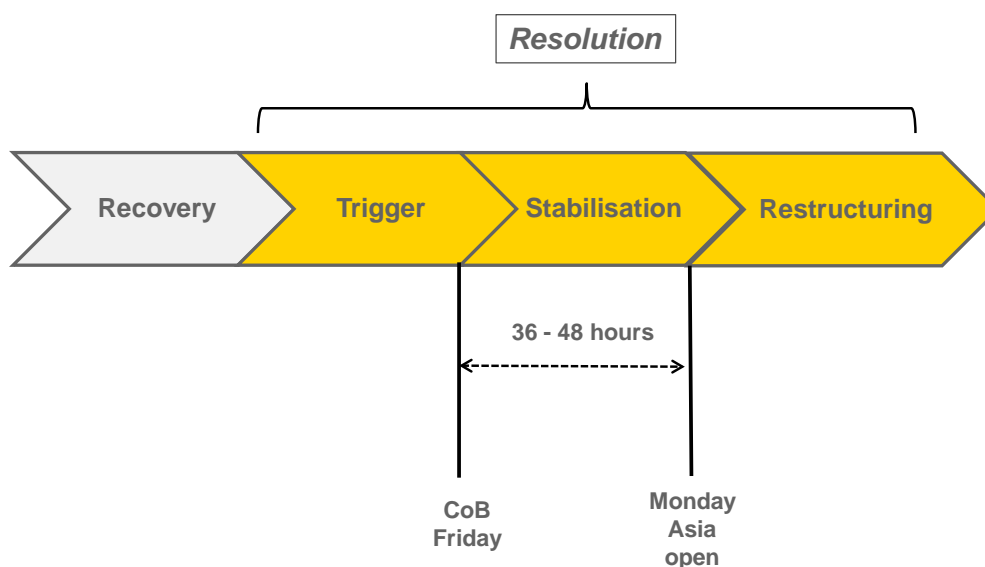 Resolution
Recovery
Trigger
Stabilisation
Restructuring
36 - 48 hours
CoB
Friday
Monday
Asia
open